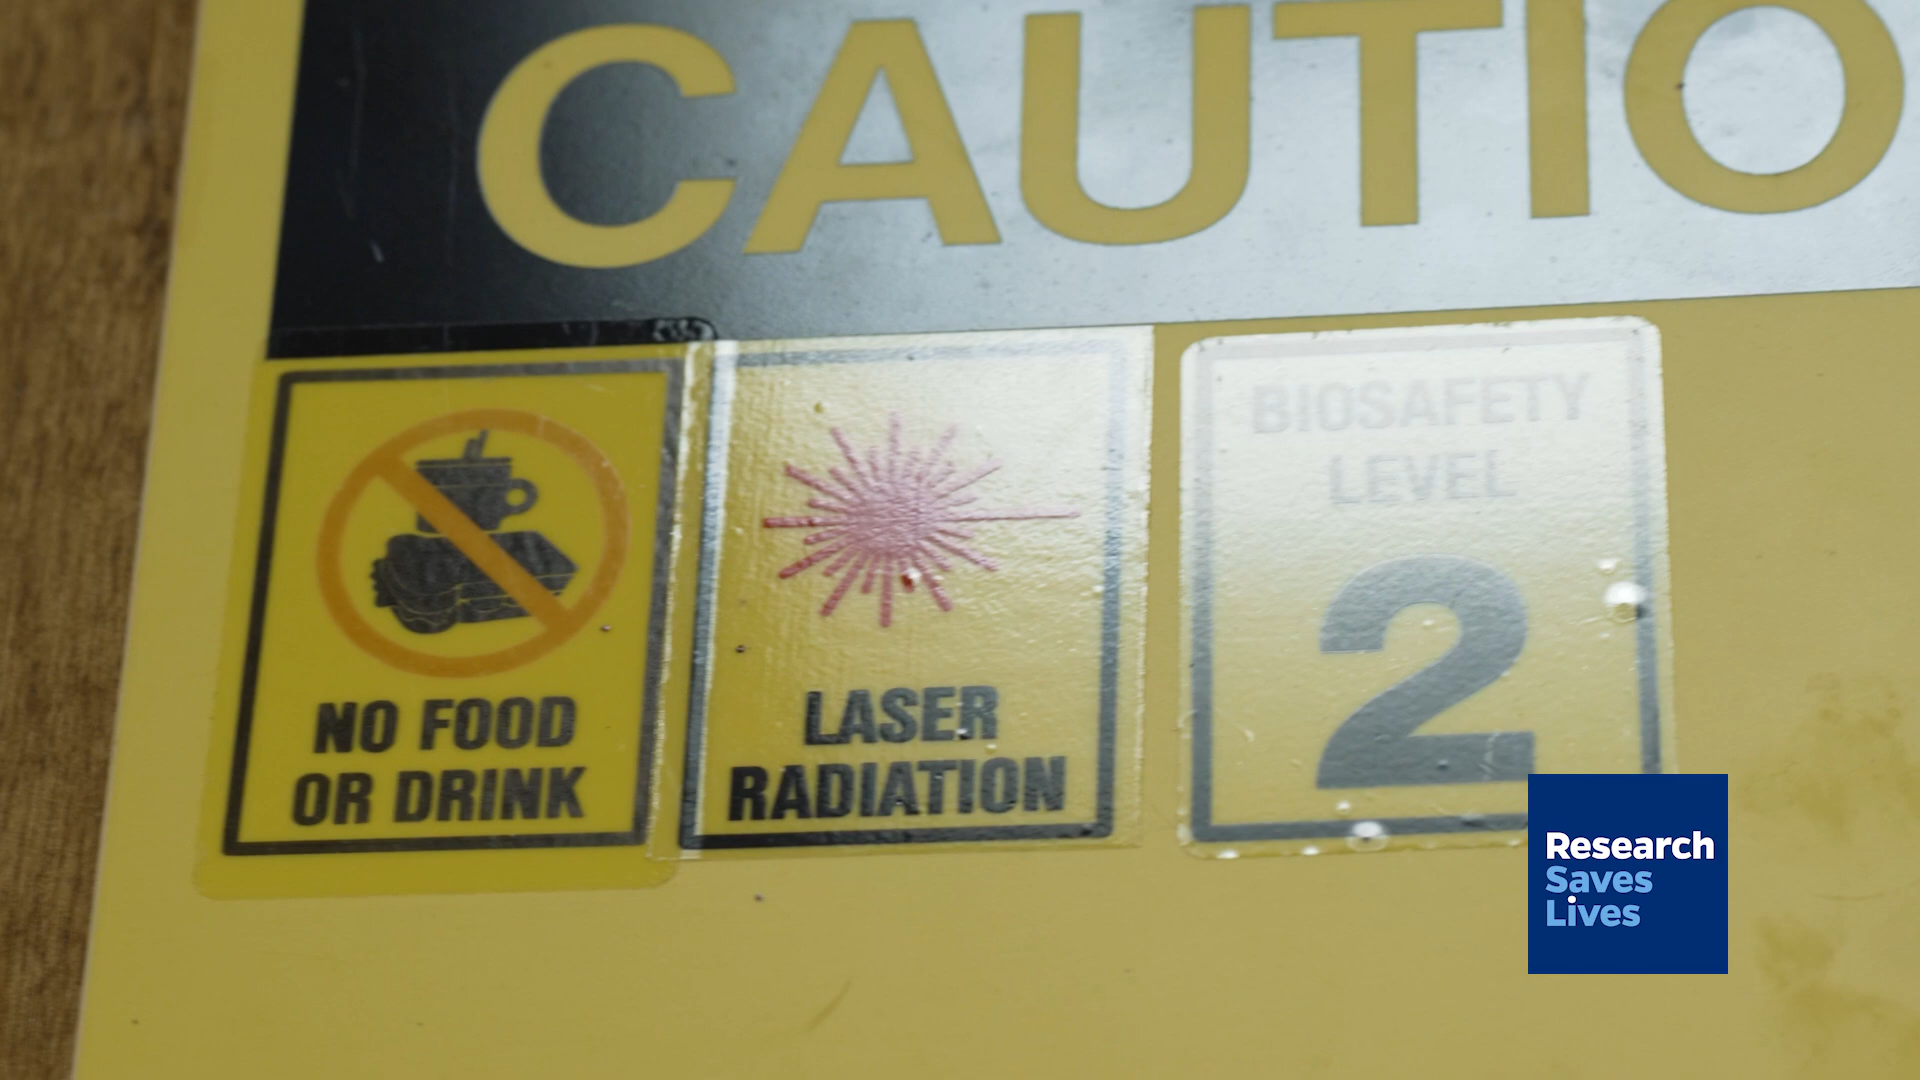 CAUTIO
NO FOOD
OR DRINK
LASER
RADIATION
BIOSAFETY
LEVEL
2
Research
Saves
Lives